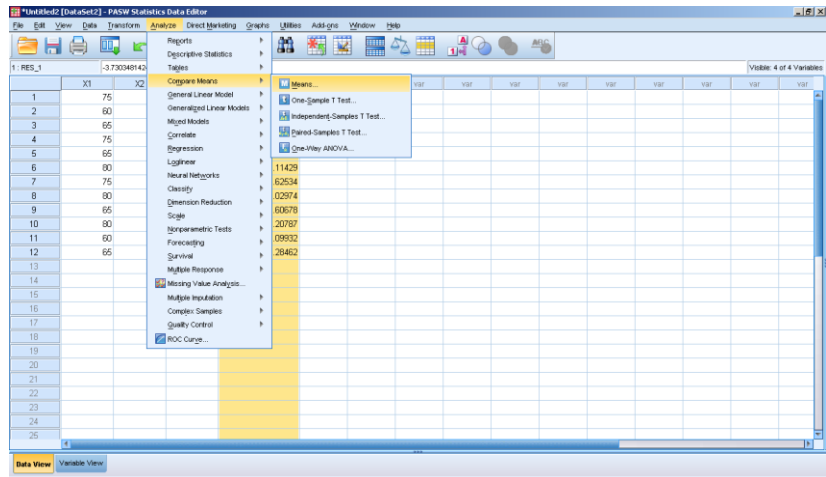 *Untitled2 [DataSet2] - PASW Statistics Data Editor
File Edit View Data Transform Analyze Direct Marketing Graphs Utilities Add-ons Window Help
1 : RES_1 -3.730348142 Visible: 4 of 4 Variables
X1 X2 var var var var var var
Reports
Descriptive Statistics
Tables
Compare Means
General Linear Model
Generalized Linear Models
Mixed Models
Correlate
Regression
Loglinear
Neural Networks
Classify
Dimension Reduction
Scale
Nonparametric Tests
Forecasting
Survival
Multiple Response
Missing Value Analysis...
Multiple Imputation
Complex Samples
Quality Control
ROC Curve...
Means...
One-Sample T Test...
Independent-Samples T Test...
Paired-Samples T Test...
One-Way ANOVA...
1 75
2 60
3 65
4 75
5 65
6 80 .11429
7 75 .62534
8 80 .02974
9 65 .60678
10 80 .20787
11 60 .09932
12 65 .28462
13
14
15
16
17
18
19
20
21
22
23
24
25
Data View Variable View